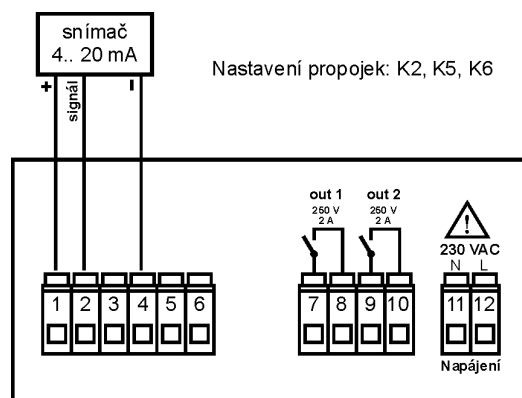 snímač
4.. 20 mA
Nastavení propojek: K2, K5, K6
+ signál -
out 1 out 2
250 V 250 V
2 A 2 A
230 VAC
N L
1 2 3 4 5 6 7 8 9 10 11 12
Napájení